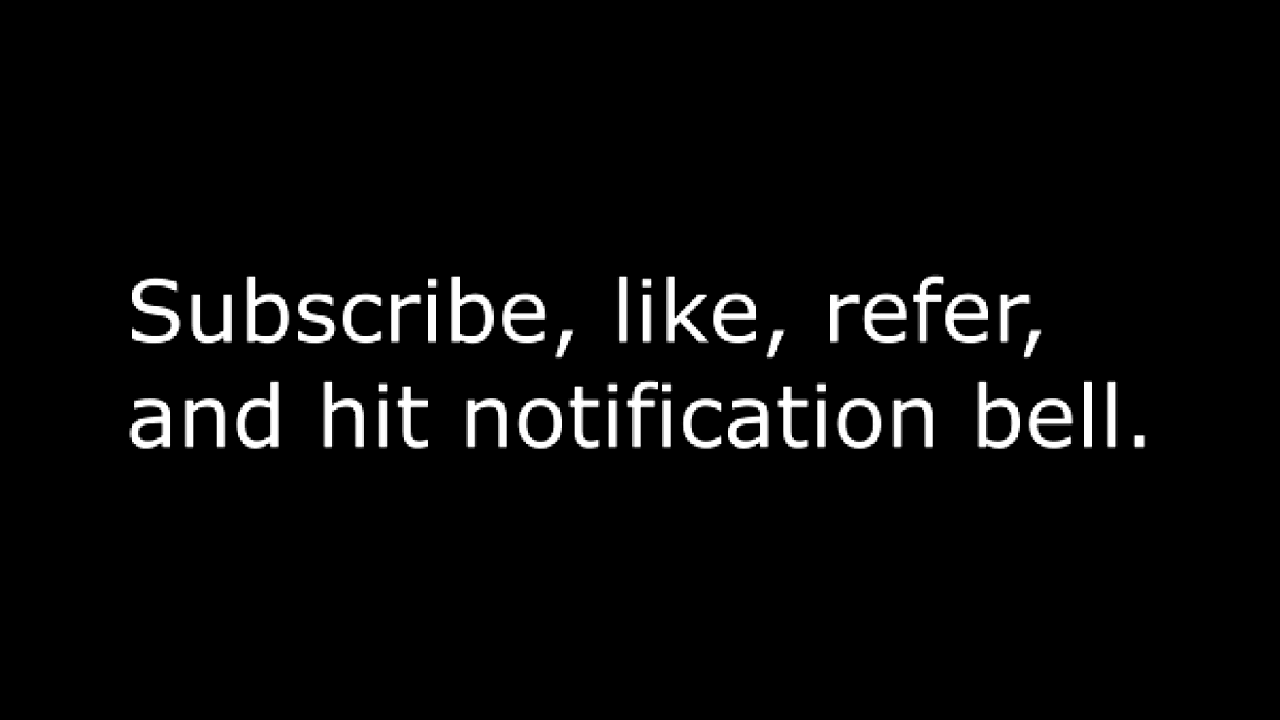 Subscribe, like, refer,
and hit notification bell.